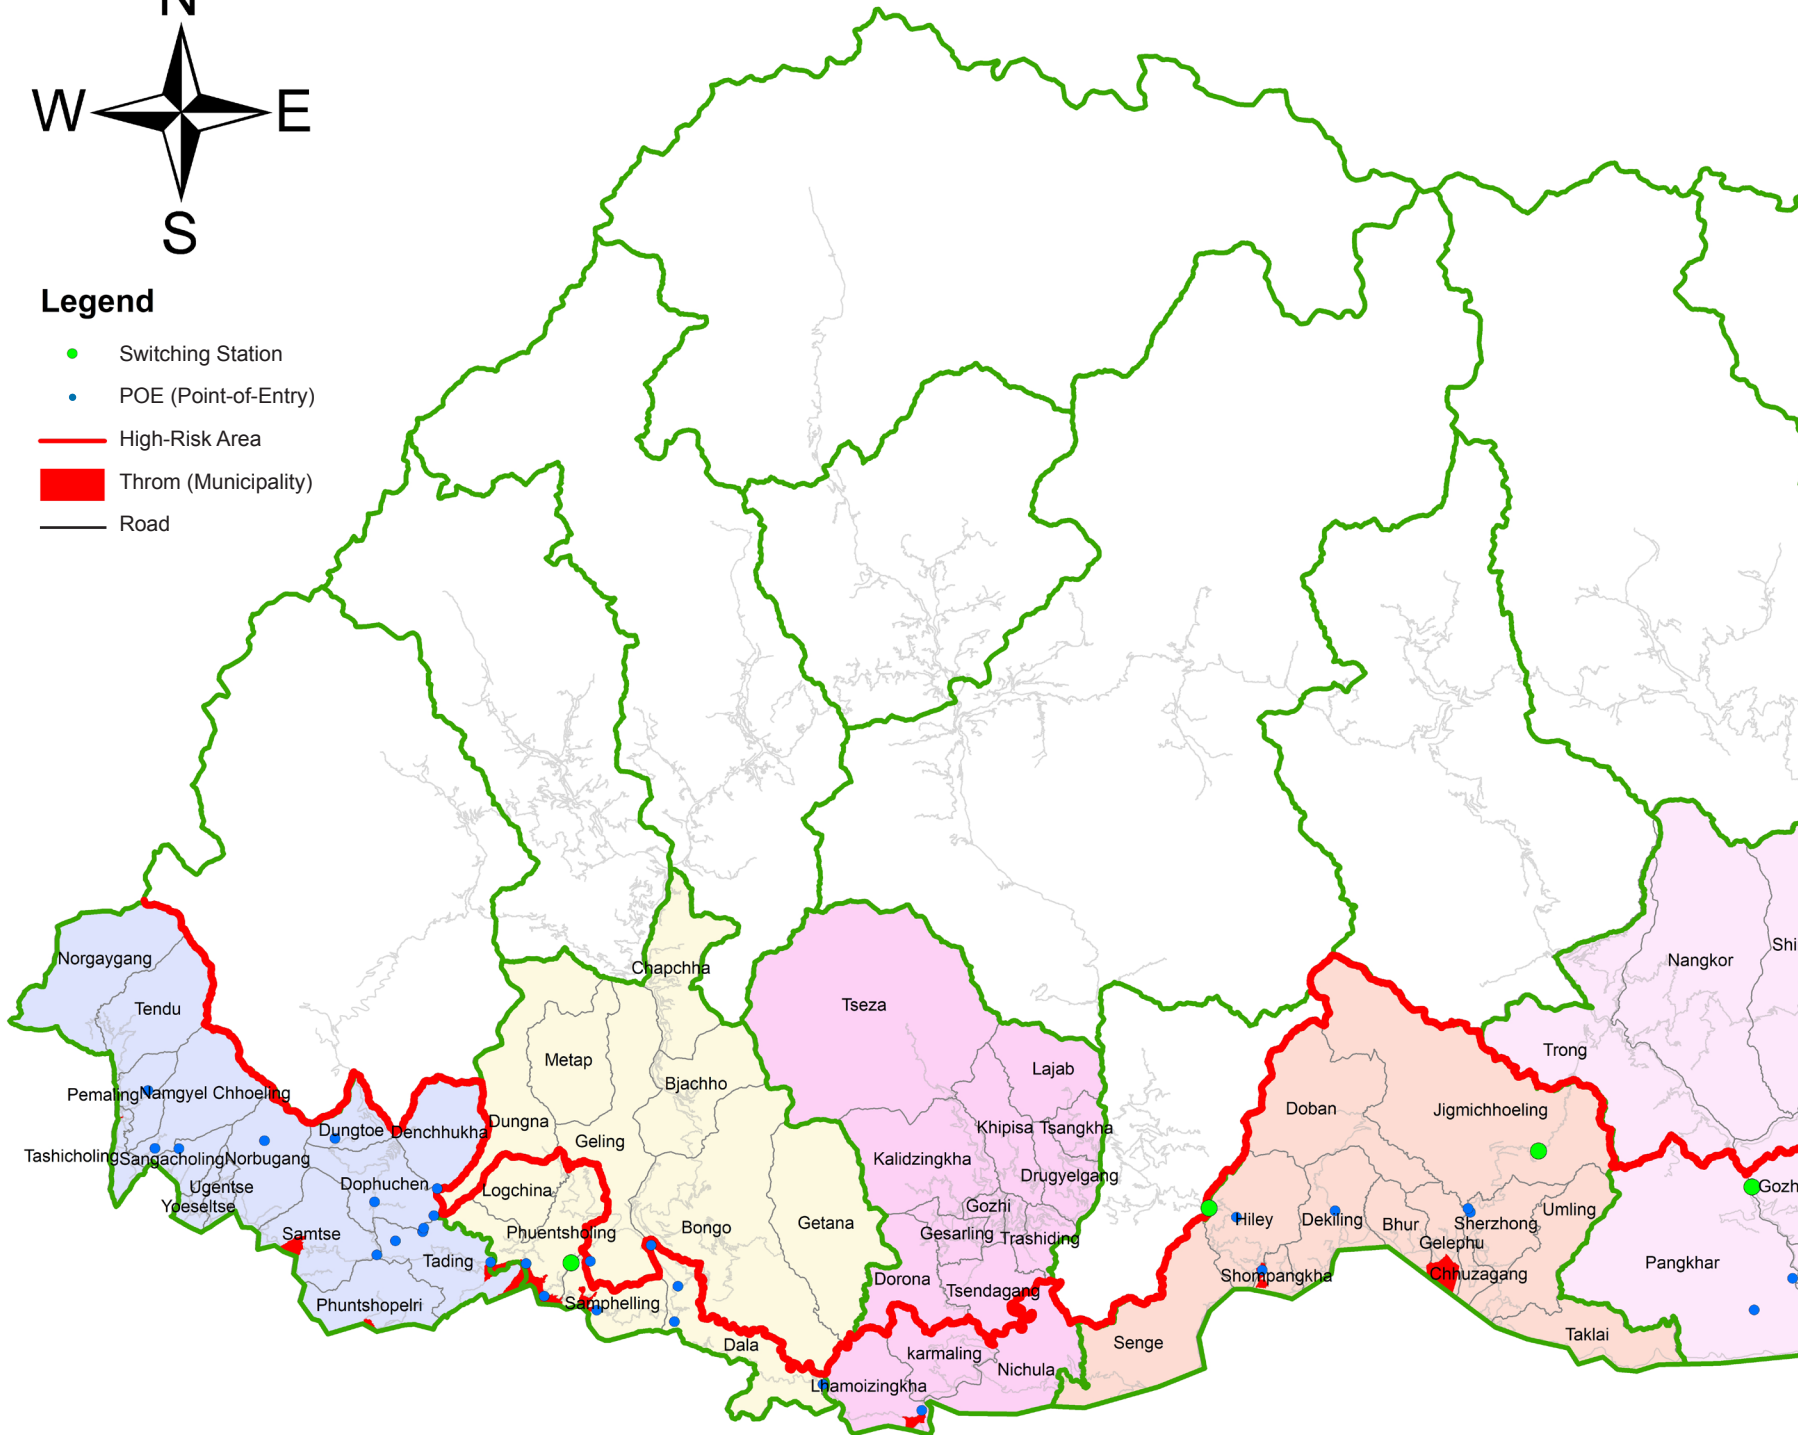 N
W
E
S
Legend
Switching Station
POE (Point-of-Entry)
High-Risk Area
Throm (Municipality)
Road
Norgaygang
Tendu
Pemaling
Namgyel Chhoeling
Tashicholing
Sangacholing
Norbugang
Ugentse
Yoeseltse
Dungtoe
Denchhukha
Dophuchen
Samtse
Tading
Phuntshopelri
Chapchha
Metap
Bjachho
Dungna
Geling
Logchina
Phuentsholing
Bongo
Getana
Samphelling
Dala
Tseza
Lajab
Khipisa
Tsangkha
Kalidzingkha
Drugyelgang
Gozhi
Gesarling
Trashiding
Dorona
Tsendagang
karmaling
Nichula
Lhamoizingkha
Senge
Doban
Jigmichhoeling
Hiley
Dekiling
Bhur
Sherzhong
Umling
Gelephu
Shompangkha
Chhuzagang
Taklai
Trong
Nangkor
Shi
Gozh
Pangkhar